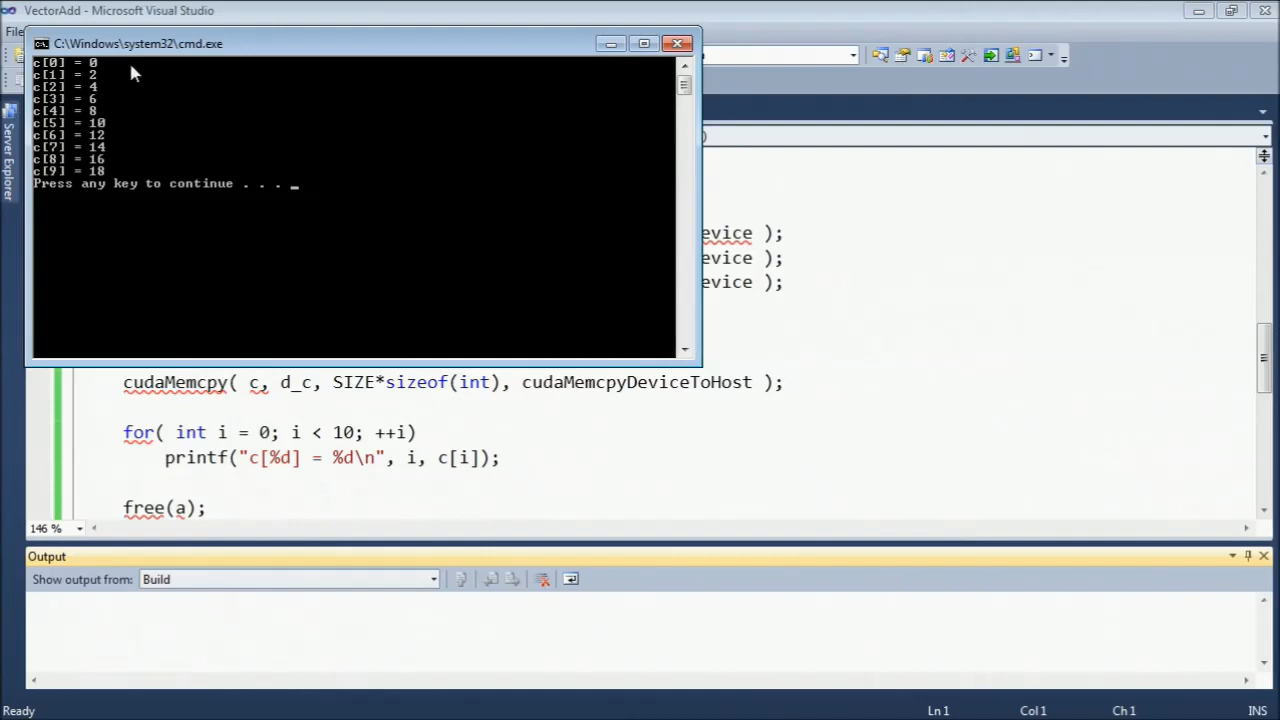 VectorAdd - Microsoft Visual Studio
File
C:\Windows\system32\cmd.exe
c[0] = 0
c[1] = 2
c[2] = 4
c[3] = 6
c[4] = 8
c[5] = 10
c[6] = 12
c[7] = 14
c[8] = 16
c[9] = 18
Press any key to continue . . . _
Server Explorer
)
evice );
evice );
evice );
cudaMemcpy( c, d_c, SIZE*sizeof(int), cudaMemcpyDeviceToHost );
for( int i = 0; i < 10; ++i)
printf("c[%d] = %d\n", i, c[i]);
free(a);
146 %
Output
Show output from: Build
Ready Ln 1 Col 1 Ch 1 INS